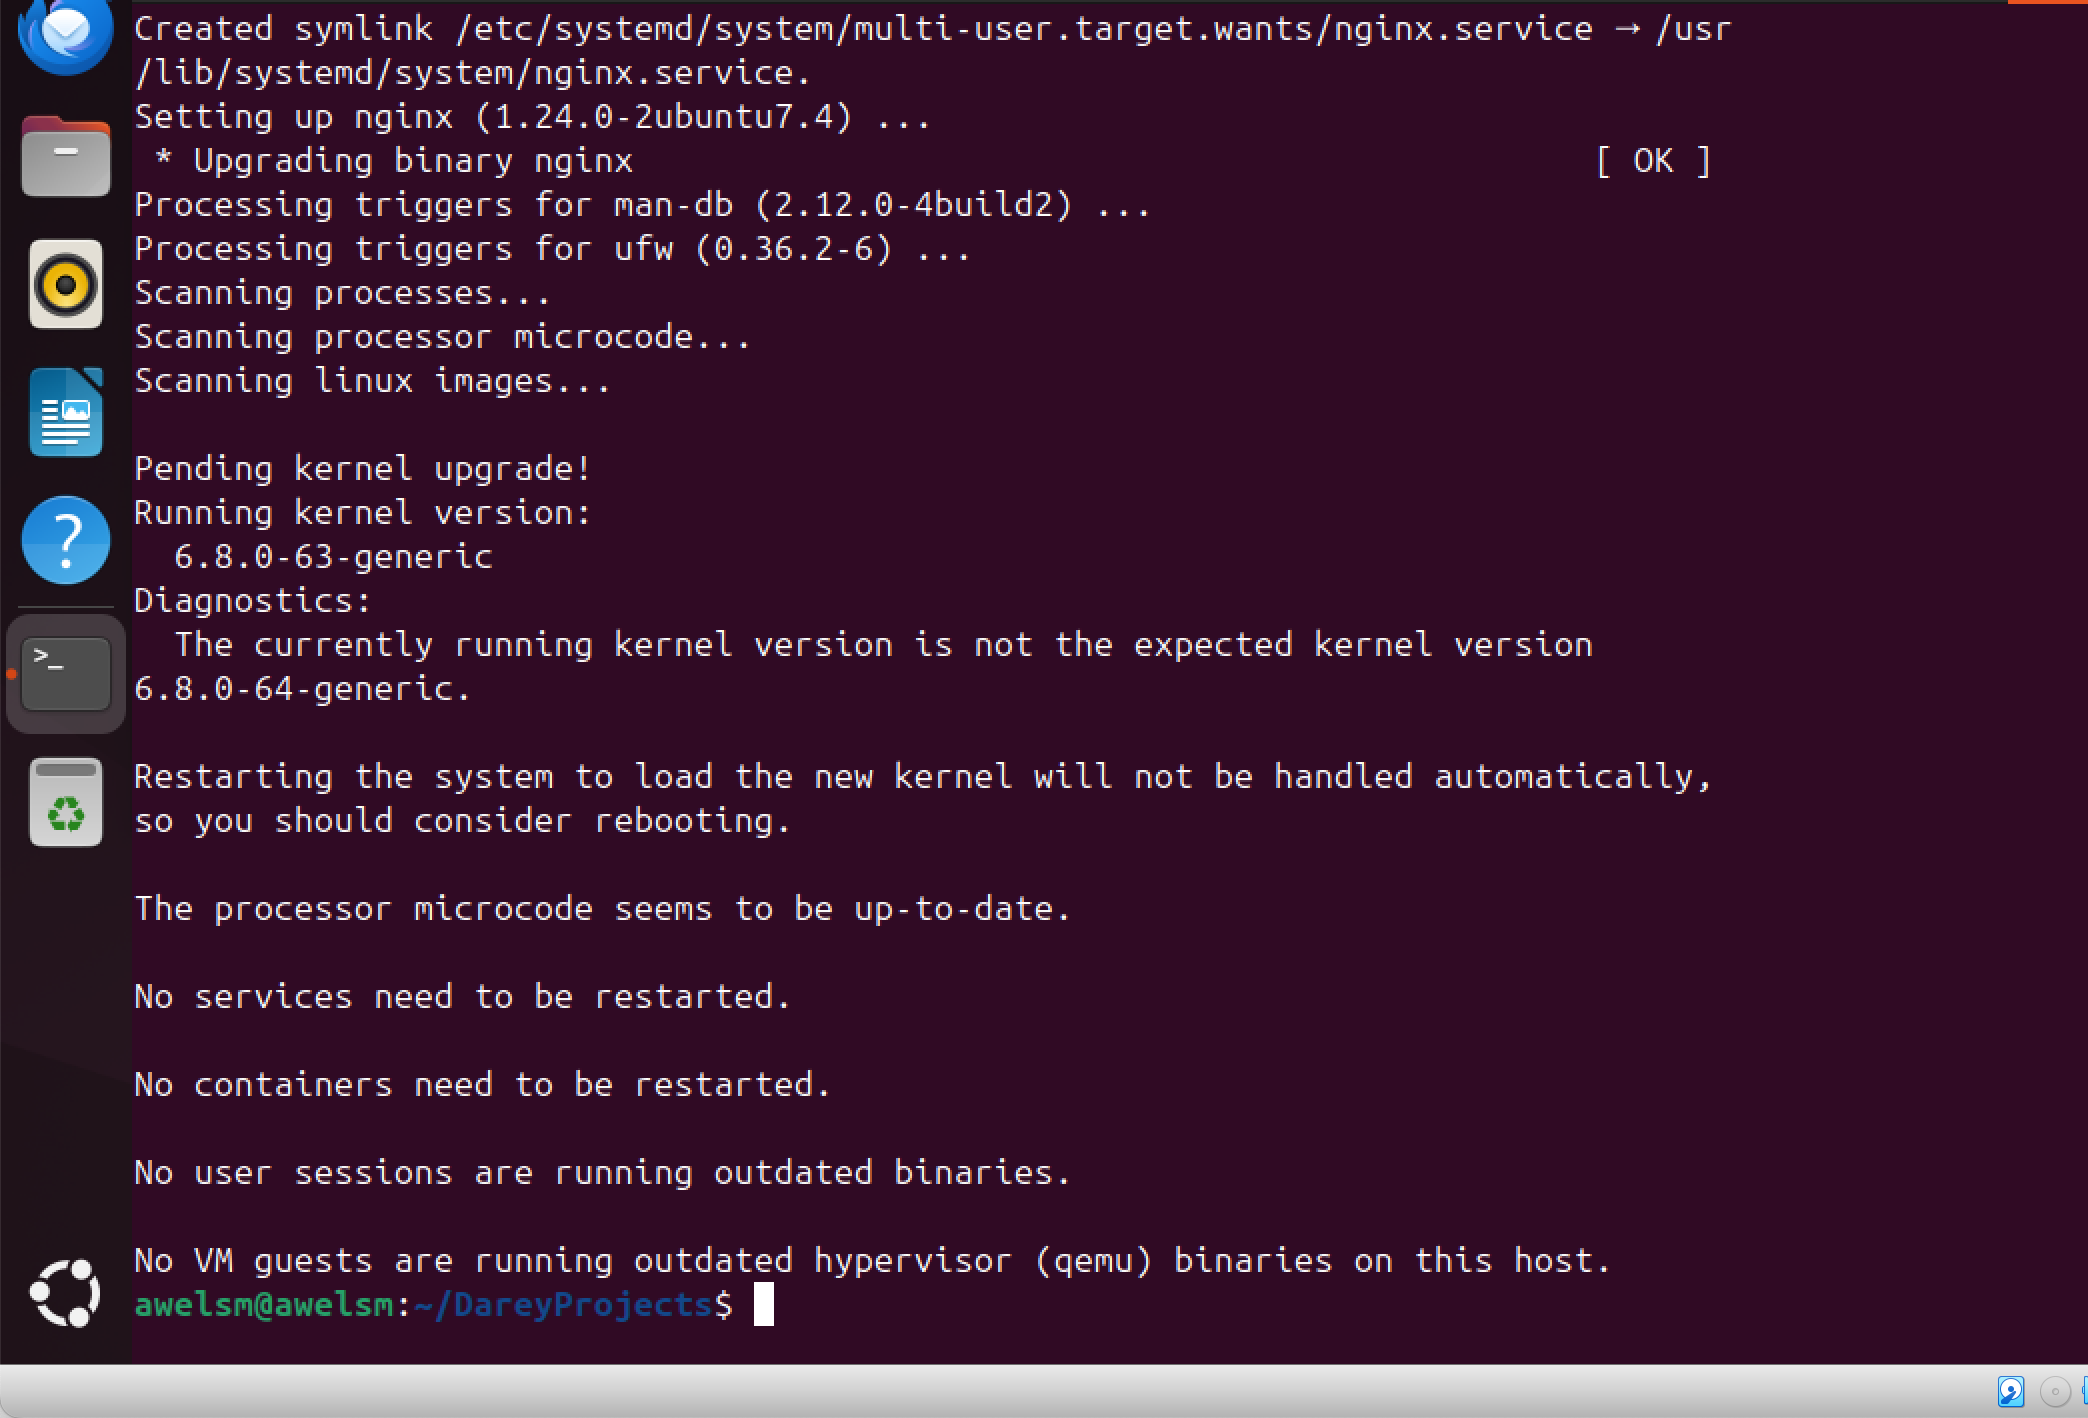 Created symlink /etc/systemd/system/multi-user.target.wants/nginx.service → /usr
/lib/systemd/system/nginx.service.
Setting up nginx (1.24.0-2ubuntu7.4) ...
 * Upgrading binary nginx                                                [ OK ]
Processing triggers for man-db (2.12.0-4build2) ...
Processing triggers for ufw (0.36.2-6) ...
Scanning processes...
Scanning processor microcode...
Scanning linux images...

Pending kernel upgrade!
Running kernel version:
  6.8.0-63-generic
Diagnostics:
  The currently running kernel version is not the expected kernel version
6.8.0-64-generic.

Restarting the system to load the new kernel will not be handled automatically,
so you should consider rebooting.

The processor microcode seems to be up-to-date.

No services need to be restarted.

No containers need to be restarted.

No user sessions are running outdated binaries.

No VM guests are running outdated hypervisor (qemu) binaries on this host.
awelsm@awelsm:~/DareyProjects$